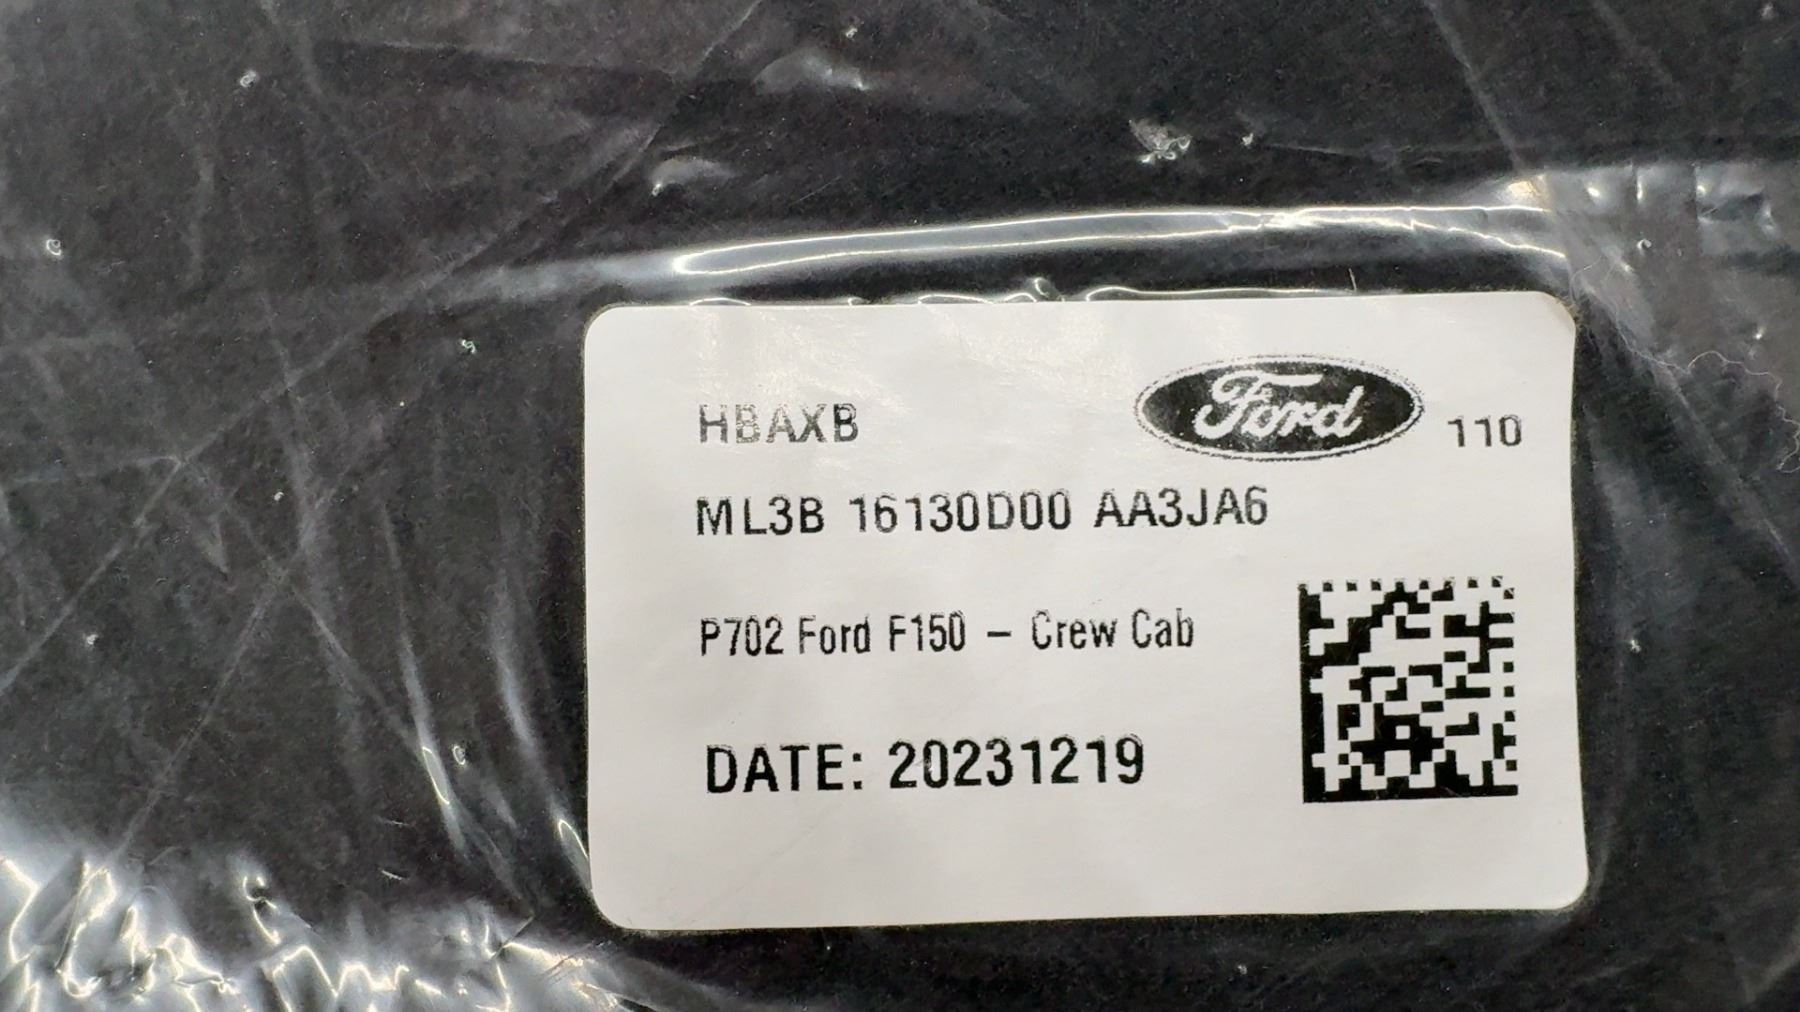 HBAXB
Ford
110
ML3B 16130D00 AA3JA6
P702 Ford F150 – Crew Cab
DATE: 20231219